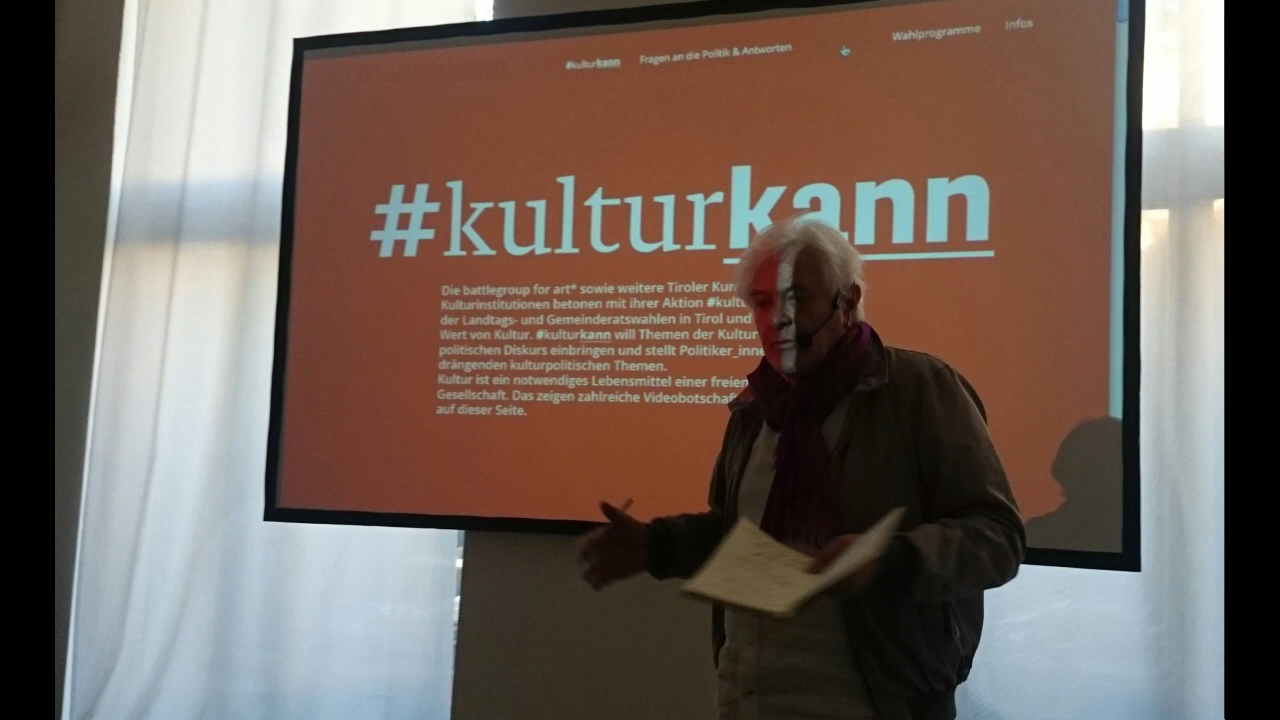 #kulturkann Fragen an die Politik & Antworten Wahlprogramme Infos
#kulturkann
Die battlegroup for art* sowie weitere Tiroler
Kulturinstitutionen betonen mit ihrer Aktion
der Landtags- und Gemeinderatswahlen in Tirol und
Wert von Kultur. #kulturkann will Themen der Kultur
politischen Diskurs einbringen und stellt
drängenden kulturpolitischen Themen.
Kultur ist ein notwendiges Lebensmittel einer
Gesellschaft. Das zeigen zahlreiche
auf dieser Seite.